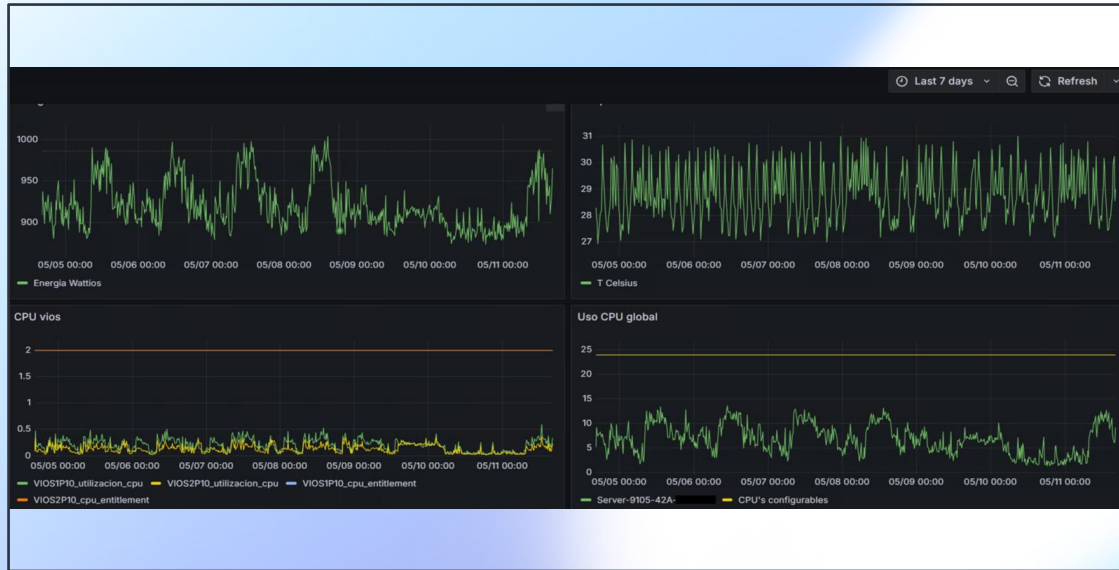 Last 7 days
Refresh
1000
950
900
05/05 00:00 05/06 00:00 05/07 00:00 05/08 00:00 05/09 00:00 05/10 00:00 05/11 00:00
Energia Wattios
31
30
29
28
27
05/05 00:00 05/06 00:00 05/07 00:00 05/08 00:00 05/09 00:00 05/10 00:00 05/11 00:00
T Celsius
CPU vios
2
1.5
1
0.5
0
05/05 00:00 05/06 00:00 05/07 00:00 05/08 00:00 05/09 00:00 05/10 00:00 05/11 00:00
VIOS1P10_utilizacion_cpu VIOS2P10_utilizacion_cpu VIOS1P10_cpu_entitlement
VIOS2P10_cpu_entitlement
Uso CPU global
25
20
15
10
5
0
05/05 00:00 05/06 00:00 05/07 00:00 05/08 00:00 05/09 00:00 05/10 00:00 05/11 00:00
Server-9105-42A- CPU's configurables